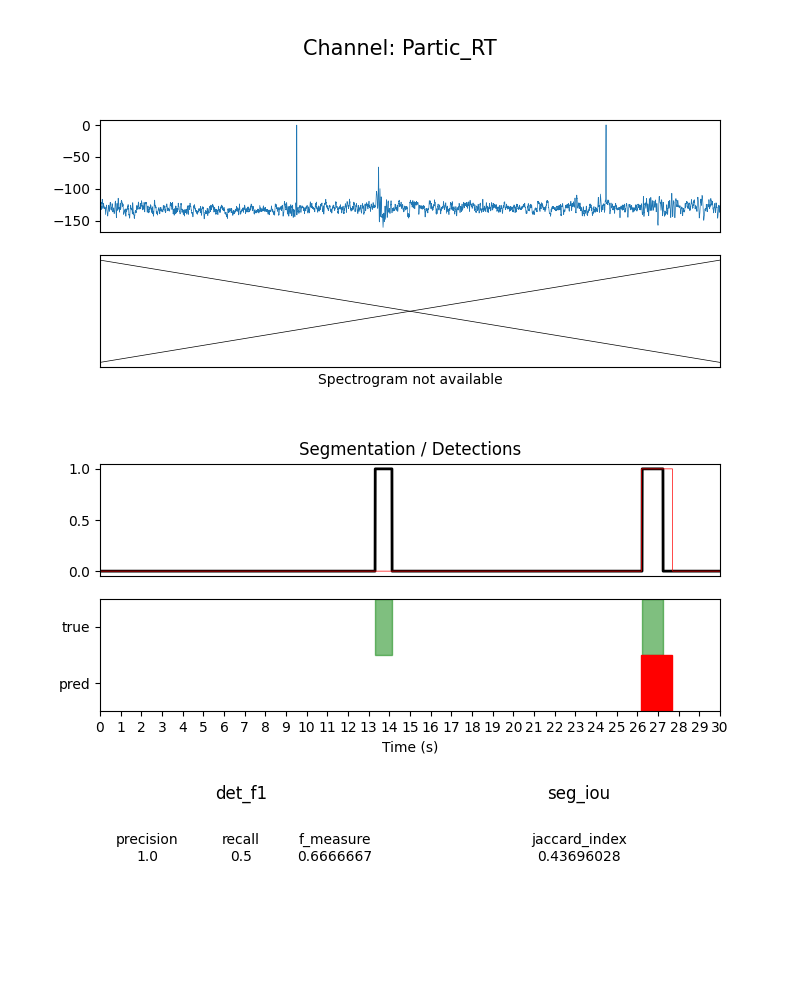 Channel: Partic_RT
0
−50
−100
−150
Spectrogram not available
Segmentation / Detections
1.0
0.5
0.0
true
pred
0 1 2 3 4 5 6 7 8 9 10 11 12 13 14 15 16 17 18 19 20 21 22 23 24 25 26 27 28 29 30
Time (s)
det_f1 seg_iou
precision recall f_measure jaccard_index
1.0 0.5 0.6666667 0.43696028